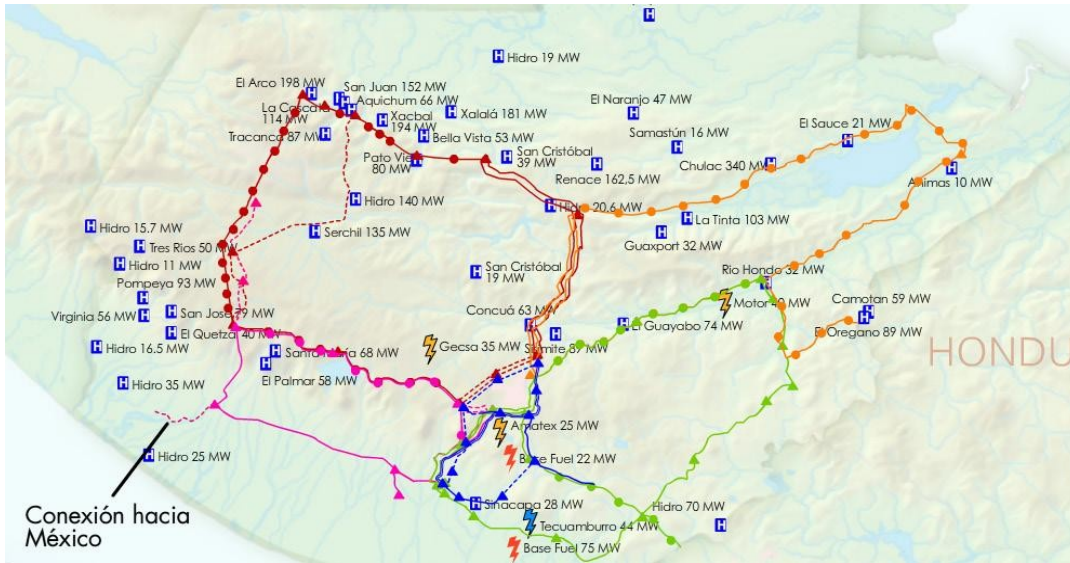 Hidro 19 MW
El Arco 198 MW
San Juan 152 MW
Aquichum 66 MW
La Cascata
114 MW
Xacbal
194 MW
Xalalá 181 MW
El Naranjo 47 MW
Tracanca 87 MW
Bella Vista 53 MW
Samastún 16 MW
El Sauce 21 MW
Pato Viejo
80 MW
San Cristóbal
39 MW
Renace 162,5 MW
Chulac 340 MW
Animas 10 MW
Hidro 140 MW
Hidro 20,6 MW
La Tinta 103 MW
Hidro 15.7 MW
Serchil 135 MW
Guaxport 32 MW
Tres Rios 50 MW
Hidro 11 MW
San Cristóbal
19 MW
Rio Hondo 32 MW
Pompeya 93 MW
Motor 40 MW
Camotan 59 MW
Virginia 56 MW
San José 79 MW
Concuá 63 MW
El Guayabo 74 MW
El Oregano 89 MW
El Quetzal 40 MW
Hidro 16.5 MW
Santa Maria 68 MW
Gecsa 35 MW
37 MW
HONDU
El Palmar 58 MW
Hidro 35 MW
Amatex 25 MW
Hidro 25 MW
Base Fuel 22 MW
Conexión hacia
México
Sinacapa 28 MW
Hidro 70 MW
Tecuamburro 44 MW
Base Fuel 75 MW